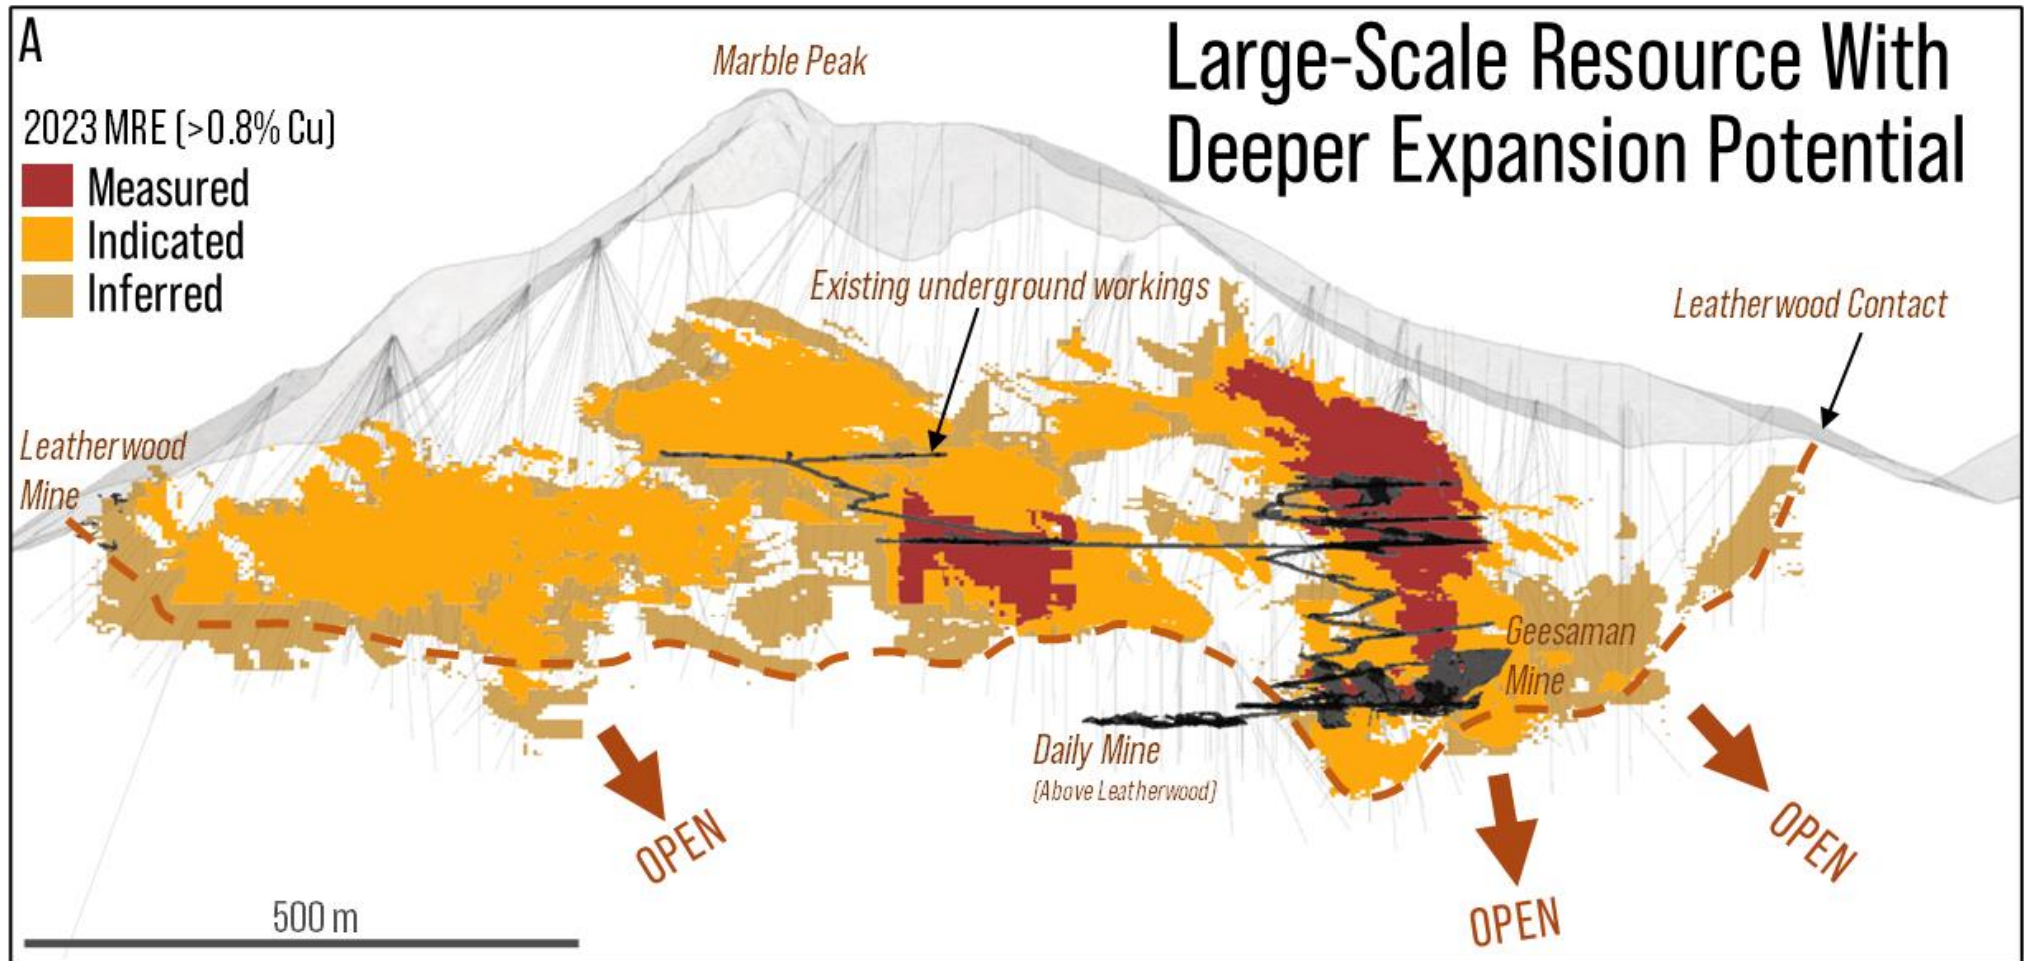 A
Large-Scale Resource With
Deeper Expansion Potential
Marble Peak
2023 MRE (>0.8% Cu)
Measured
Indicated
Inferred
Existing underground workings
Leatherwood Contact
Leatherwood
Mine
Geesaman
Mine
Daily Mine
(Above Leatherwood)
OPEN
OPEN
OPEN
500 m